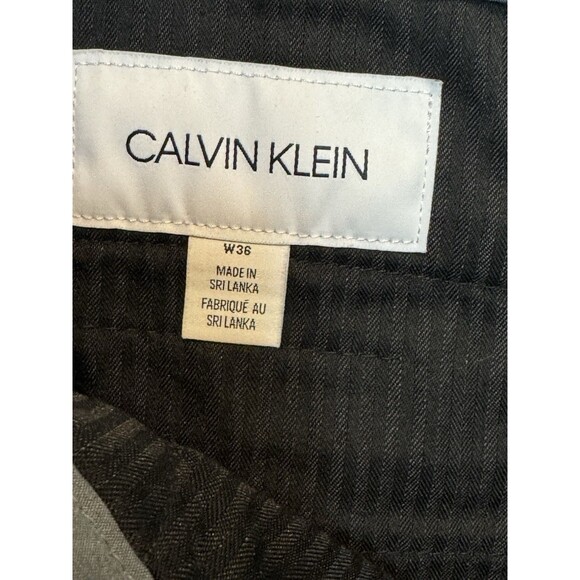 CALVIN KLEIN
W36
MADE IN
SRI LANKA
FABRIQUÉ AU
SRI LANKA